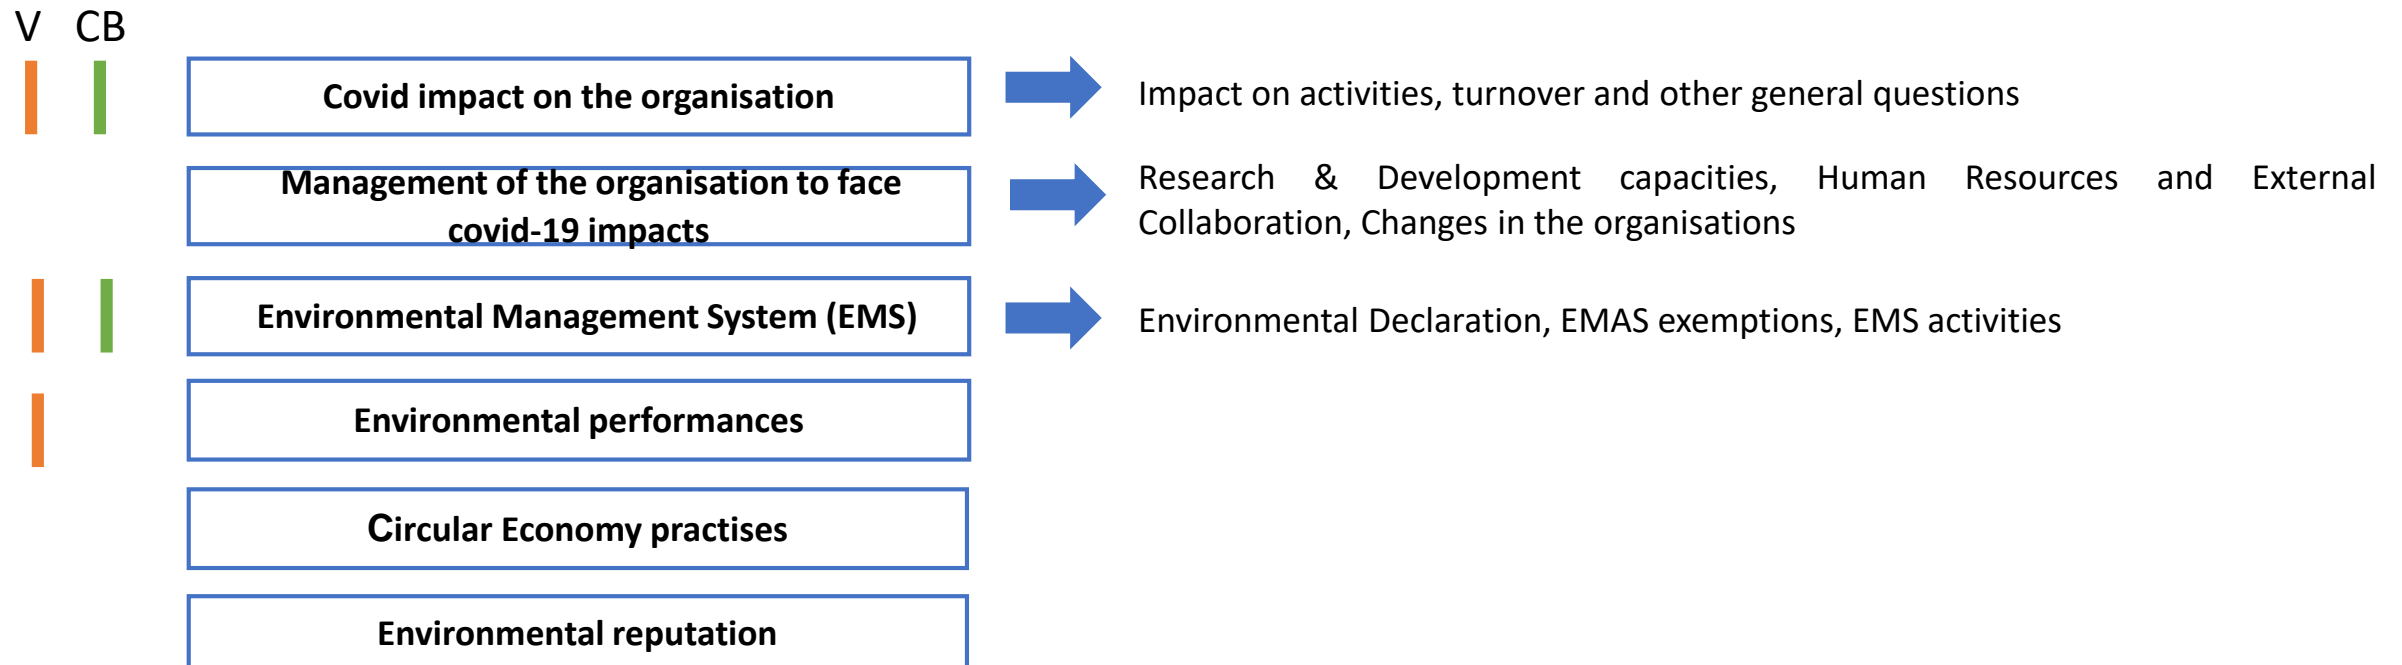 V CB
Covid impact on the organisation
Impact on activities, turnover and other general questions
Management of the organisation to face
covid-19 impacts
Research & Development capacities, Human Resources and External
Collaboration, Changes in the organisations
Environmental Management System (EMS)
Environmental Declaration, EMAS exemptions, EMS activities
Environmental performances
Circular Economy practises
Environmental reputation